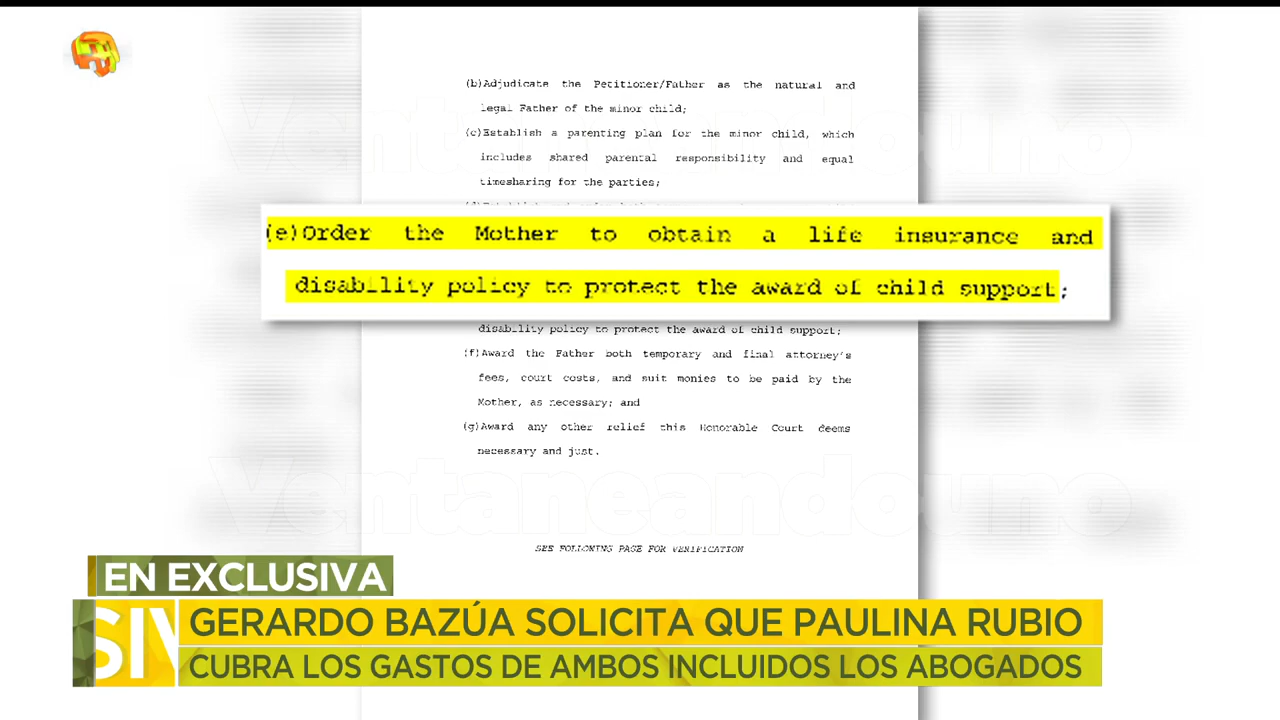 (b)Adjudicate the Petitioner/Father as the natural and
legal Father of the minor child;
(c)Establish a parenting plan for the minor child, which
includes shared parental responsibility and equal
timesharing for the parties;
(e)Order the Mother to obtain a life insurance and
disability policy to protect the award of child support;
disability policy to protect the award of child support;
(f)Award the Father both temporary and final attorney's
fees, court costs, and suit monies to be paid by the
Mother, as necessary; and
(g)Award any other relief this Honorable Court deems
necessary and just.
Ventaneandouno
Ventaneandouno
SEE FOLLOWING PAGE FOR VERIFICATION
EN EXCLUSIVA
GERARDO BAZÚA SOLICITA QUE PAULINA RUBIO
CUBRA LOS GASTOS DE AMBOS INCLUIDOS LOS ABOGADOS